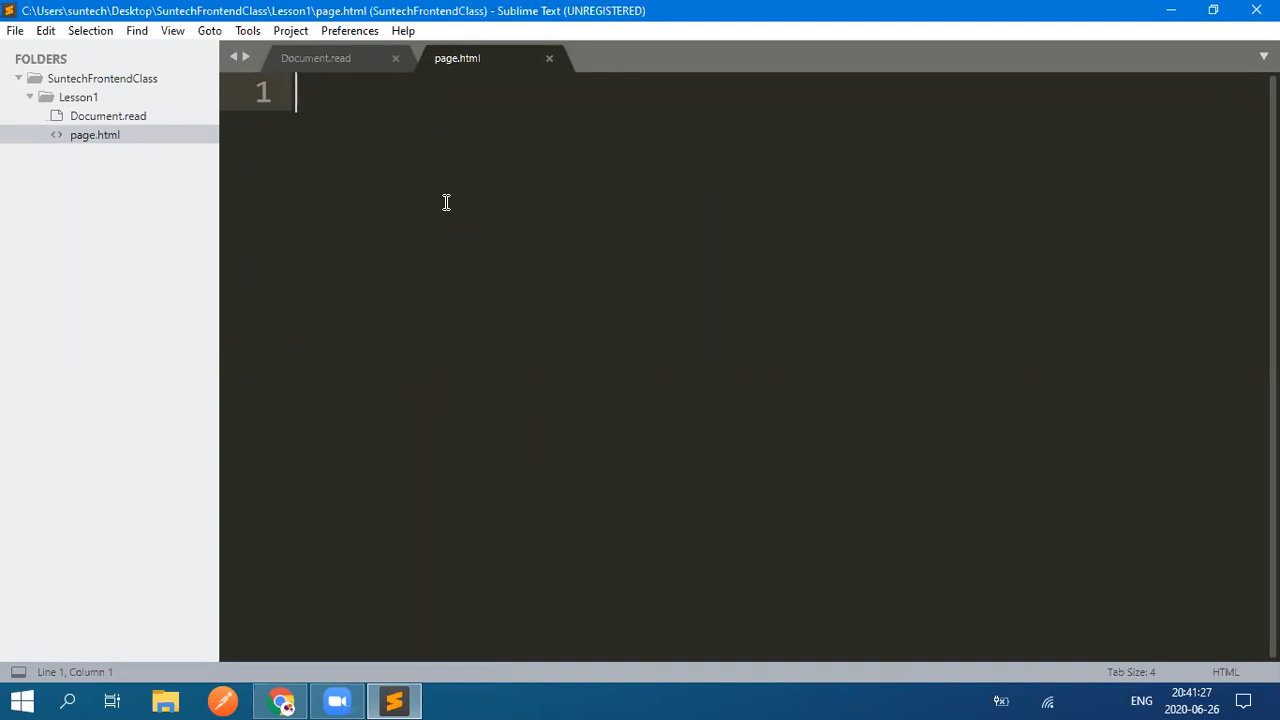 C:\Users\suntech\Desktop\SuntechFrontendClass\Lesson1\page.html (SuntechFrontendClass) - Sublime Text (UNREGISTERED)
File Edit Selection Find View Goto Tools Project Preferences Help
FOLDERS
SuntechFrontendClass
Lesson1
Document.read
page.html
Document.read
page.html
1
Line 1, Column 1
Tab Size: 4
HTML
ENG
20:41:27
2020-06-26